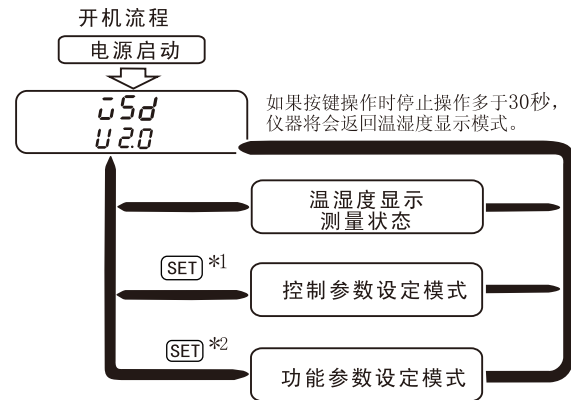 开机流程
电源启动
ūSd
U2.0
如果按键操作时停止操作多于30秒，
仪器将会返回温湿度显示模式。
温湿度显示
测量状态
SET *1
控制参数设定模式
SET *2
功能参数设定模式